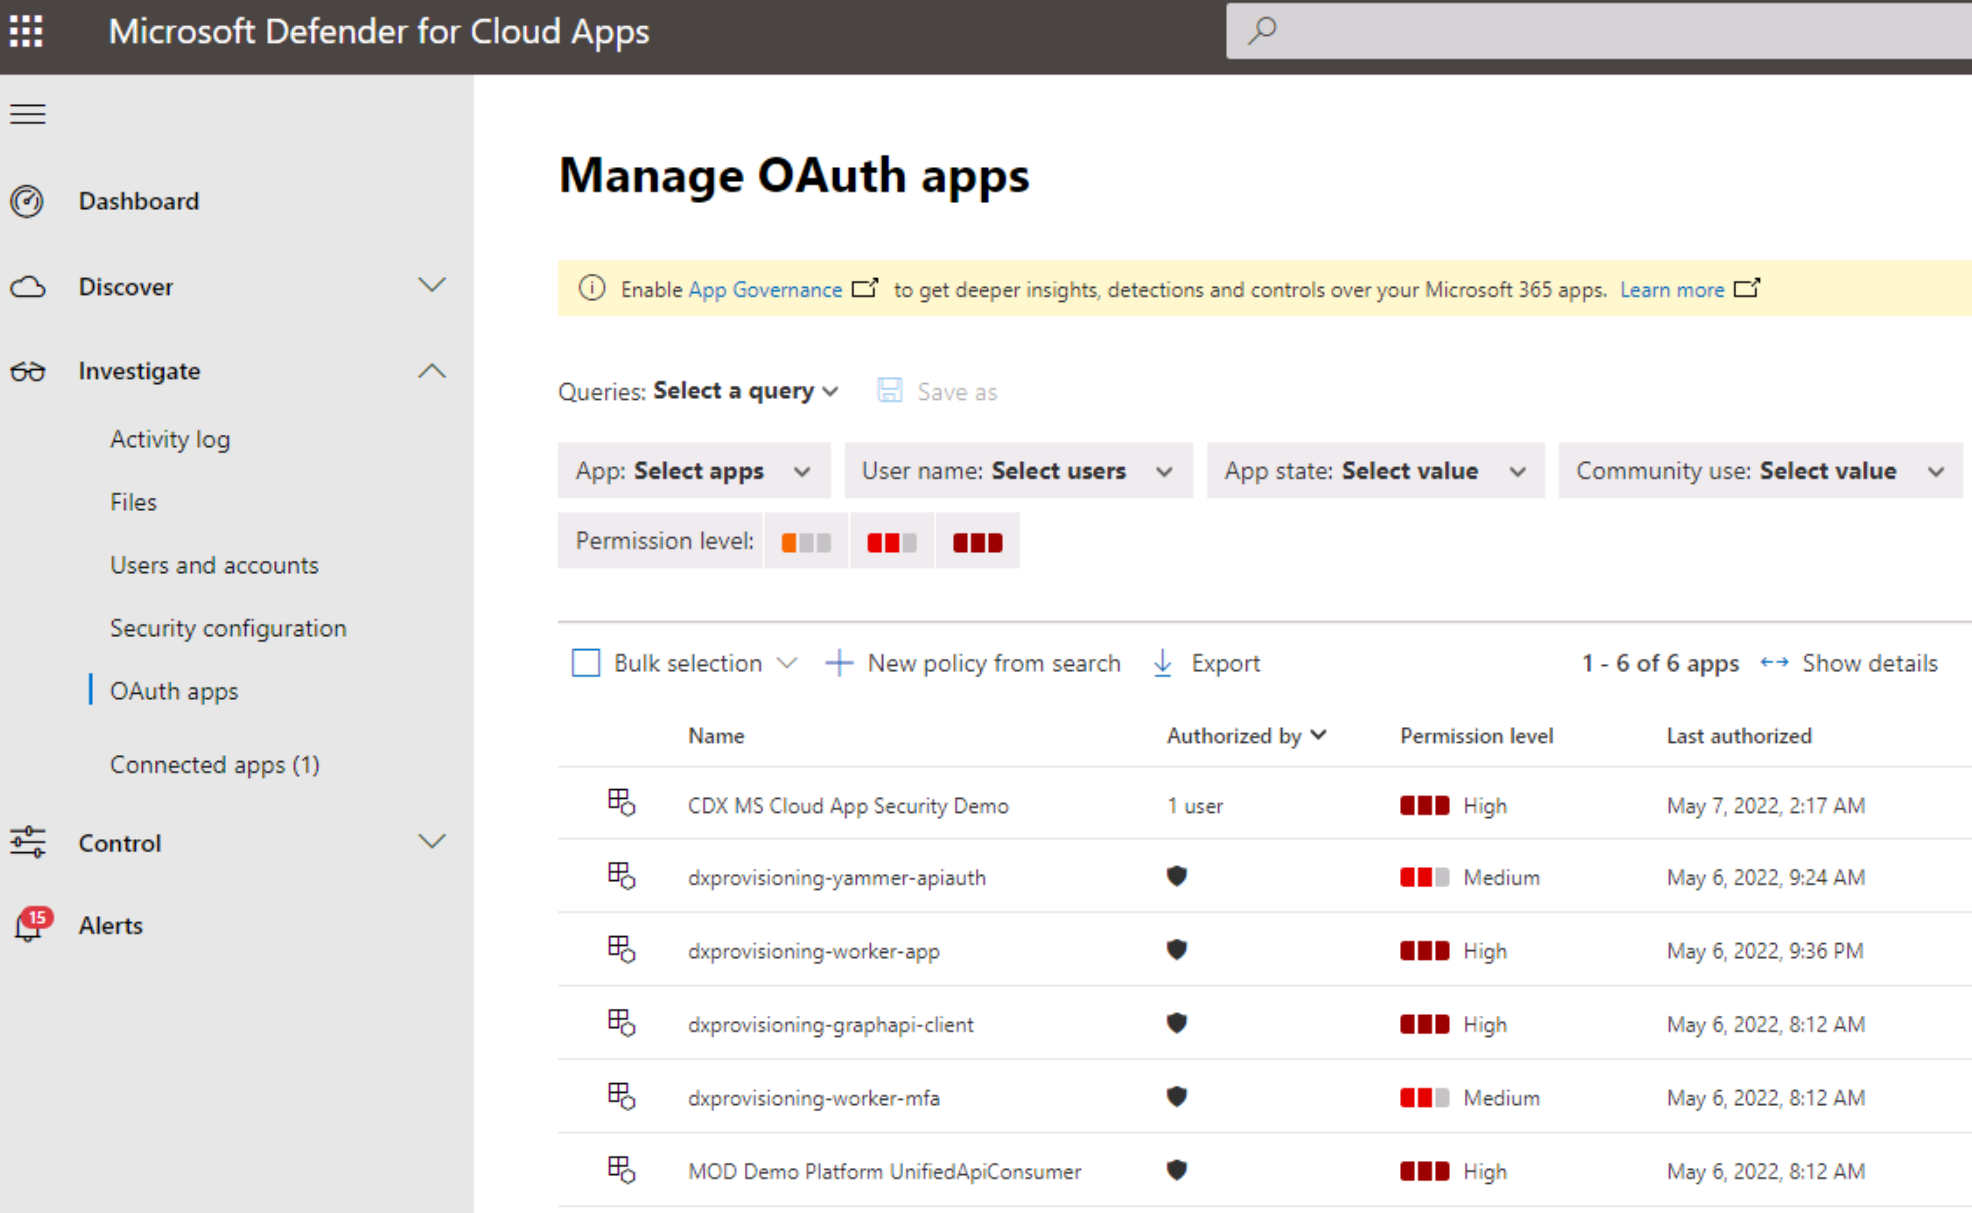 Microsoft Defender for Cloud Apps
Manage OAuth apps
Dashboard
Discover
Investigate
Activity log
Files
Users and accounts
Security configuration
OAuth apps
Connected apps (1)
Control
15
Alerts
Enable App Governance to get deeper insights, detections and controls over your Microsoft 365 apps. Learn more
Queries: Select a query Save as
App: Select apps User name: Select users App state: Select value Community use: Select value
Permission level:
Bulk selection New policy from search Export 1 - 6 of 6 apps Show details
Name Authorized by Permission level Last authorized
CDX MS Cloud App Security Demo 1 user High May 7, 2022, 2:17 AM
dxprovisioning-yammer-apiauth Medium May 6, 2022, 9:24 AM
dxprovisioning-worker-app High May 6, 2022, 9:36 PM
dxprovisioning-graphapi-client High May 6, 2022, 8:12 AM
dxprovisioning-worker-mfa Medium May 6, 2022, 8:12 AM
MOD Demo Platform UnifiedApiConsumer High May 6, 2022, 8:12 AM